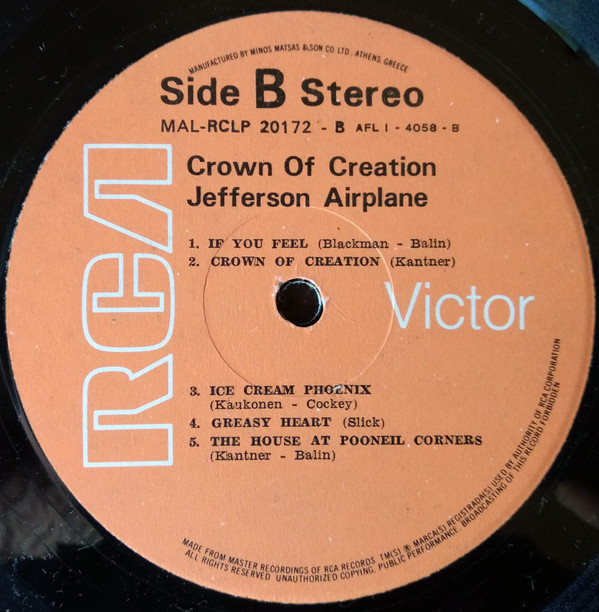 MANUFACTURED BY MINOS MATSAS & SON CO LTD. ATHENS, GREECE
Side B Stereo
MAL-RCLP 20172 - B AFL I - 4058 - B
Crown Of Creation
Jefferson Airplane
1. IF YOU FEEL (Blackman - Balin)
2. CROWN OF CREATION (Kantner)
RCA
Victor
3. ICE CREAM PHOENIX
(Kaukonen - Cockey)
4. GREASY HEART (Slick)
5. THE HOUSE AT POONEIL CORNERS
(Kantner - Balin)
MADE FROM MASTER RECORDINGS OF RCA RECORDS. TM(S) ® MARCA(S) REGISTRADA(S) USED BY AUTHORITY OF RCA CORPORATION
ALL RIGHTS RESERVED UNAUTHORIZED COPYING, PUBLIC PERFORMANCE, BROADCASTING OF THIS RECORD FORBIDDEN